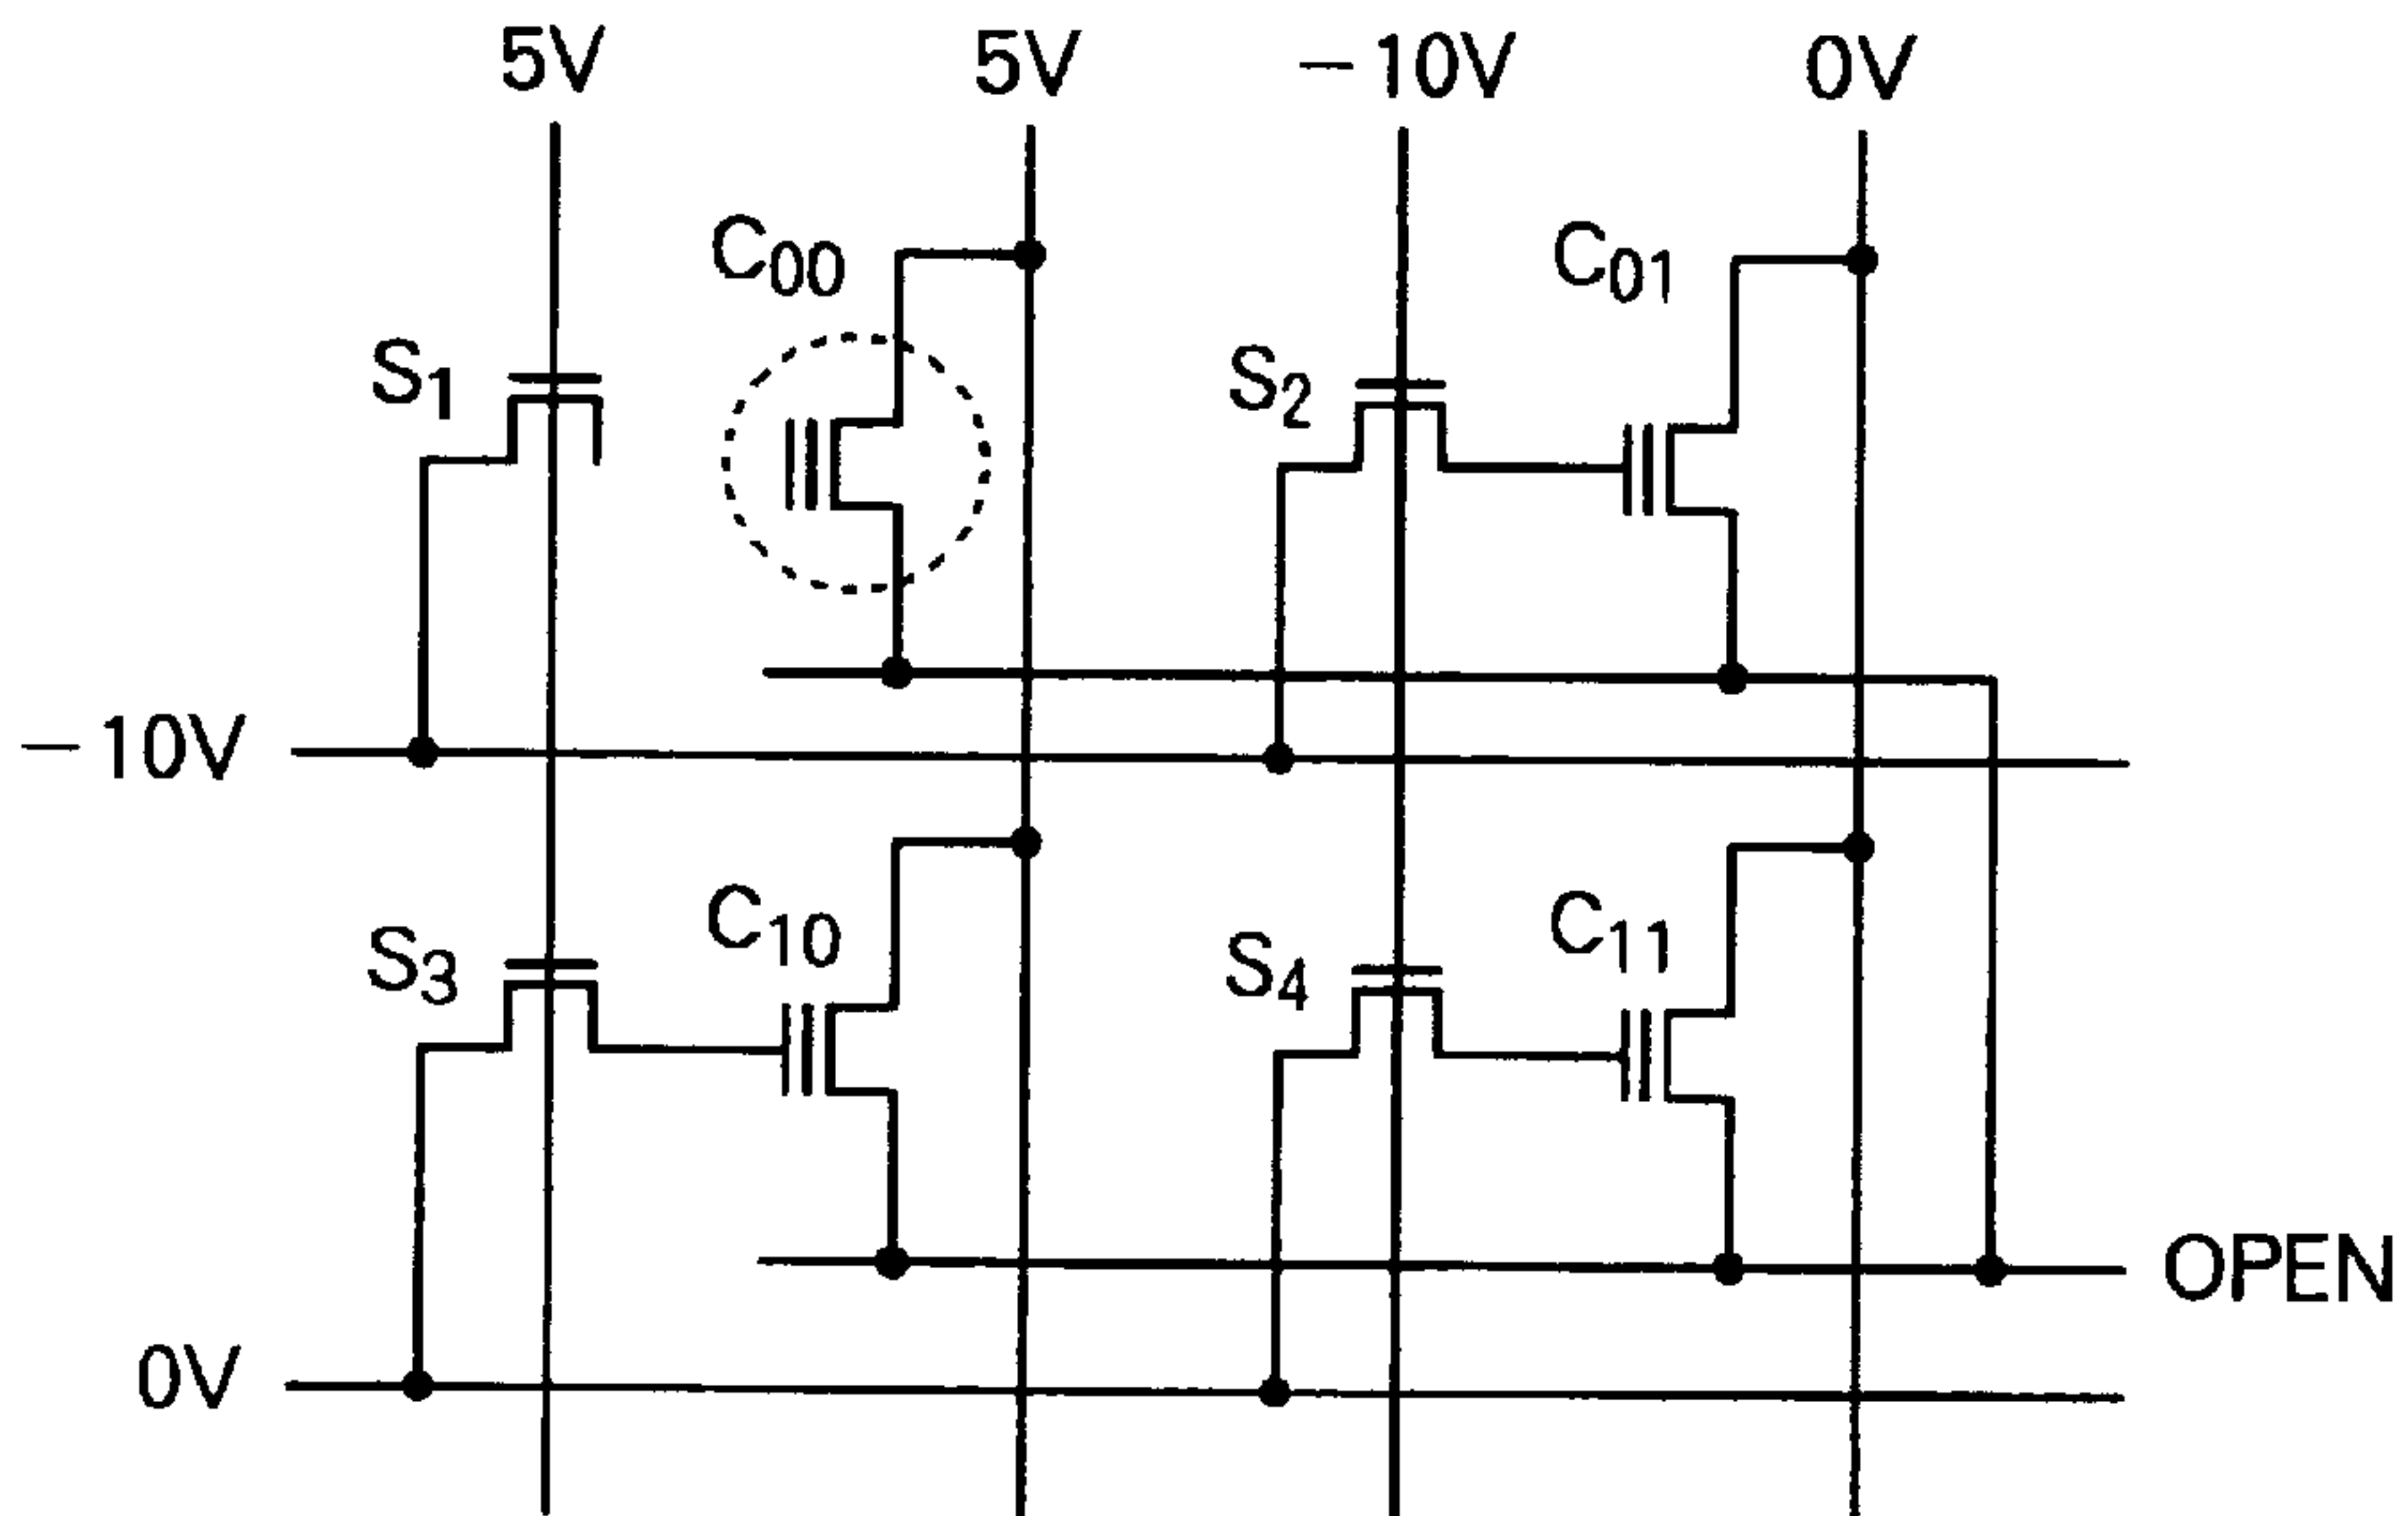 5V 5V −10V 0V
C00 C01
S1 S2
−10V
C10 C11
S3 S4
OPEN
0V